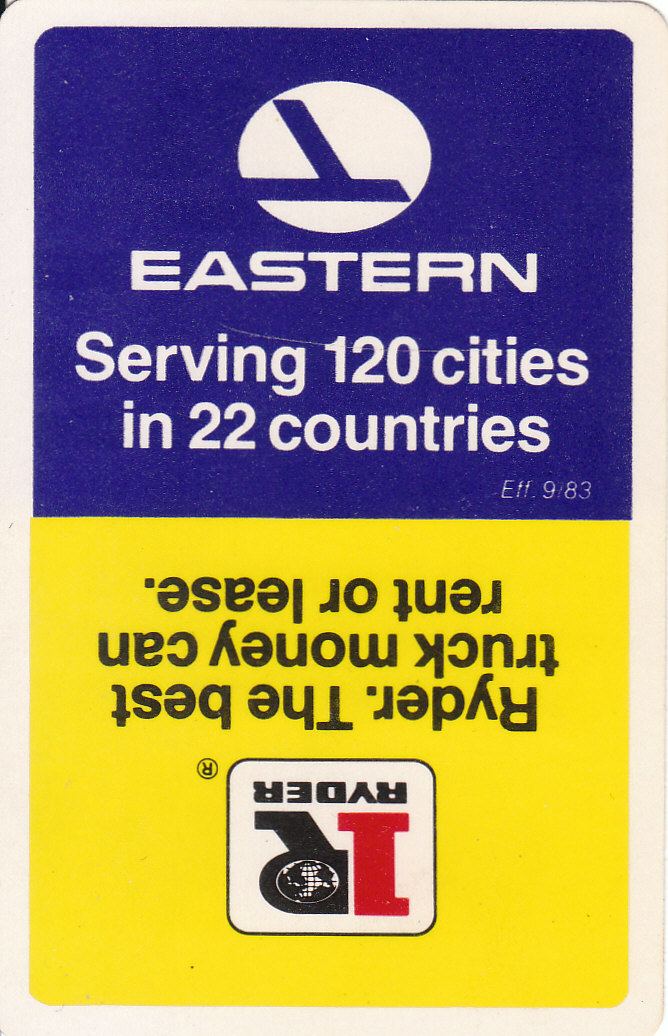 EASTERN
Serving 120 cities
in 22 countries
Eff. 9/83
Ryder. The best
truck money can
rent or lease.
®
RYDER
1R